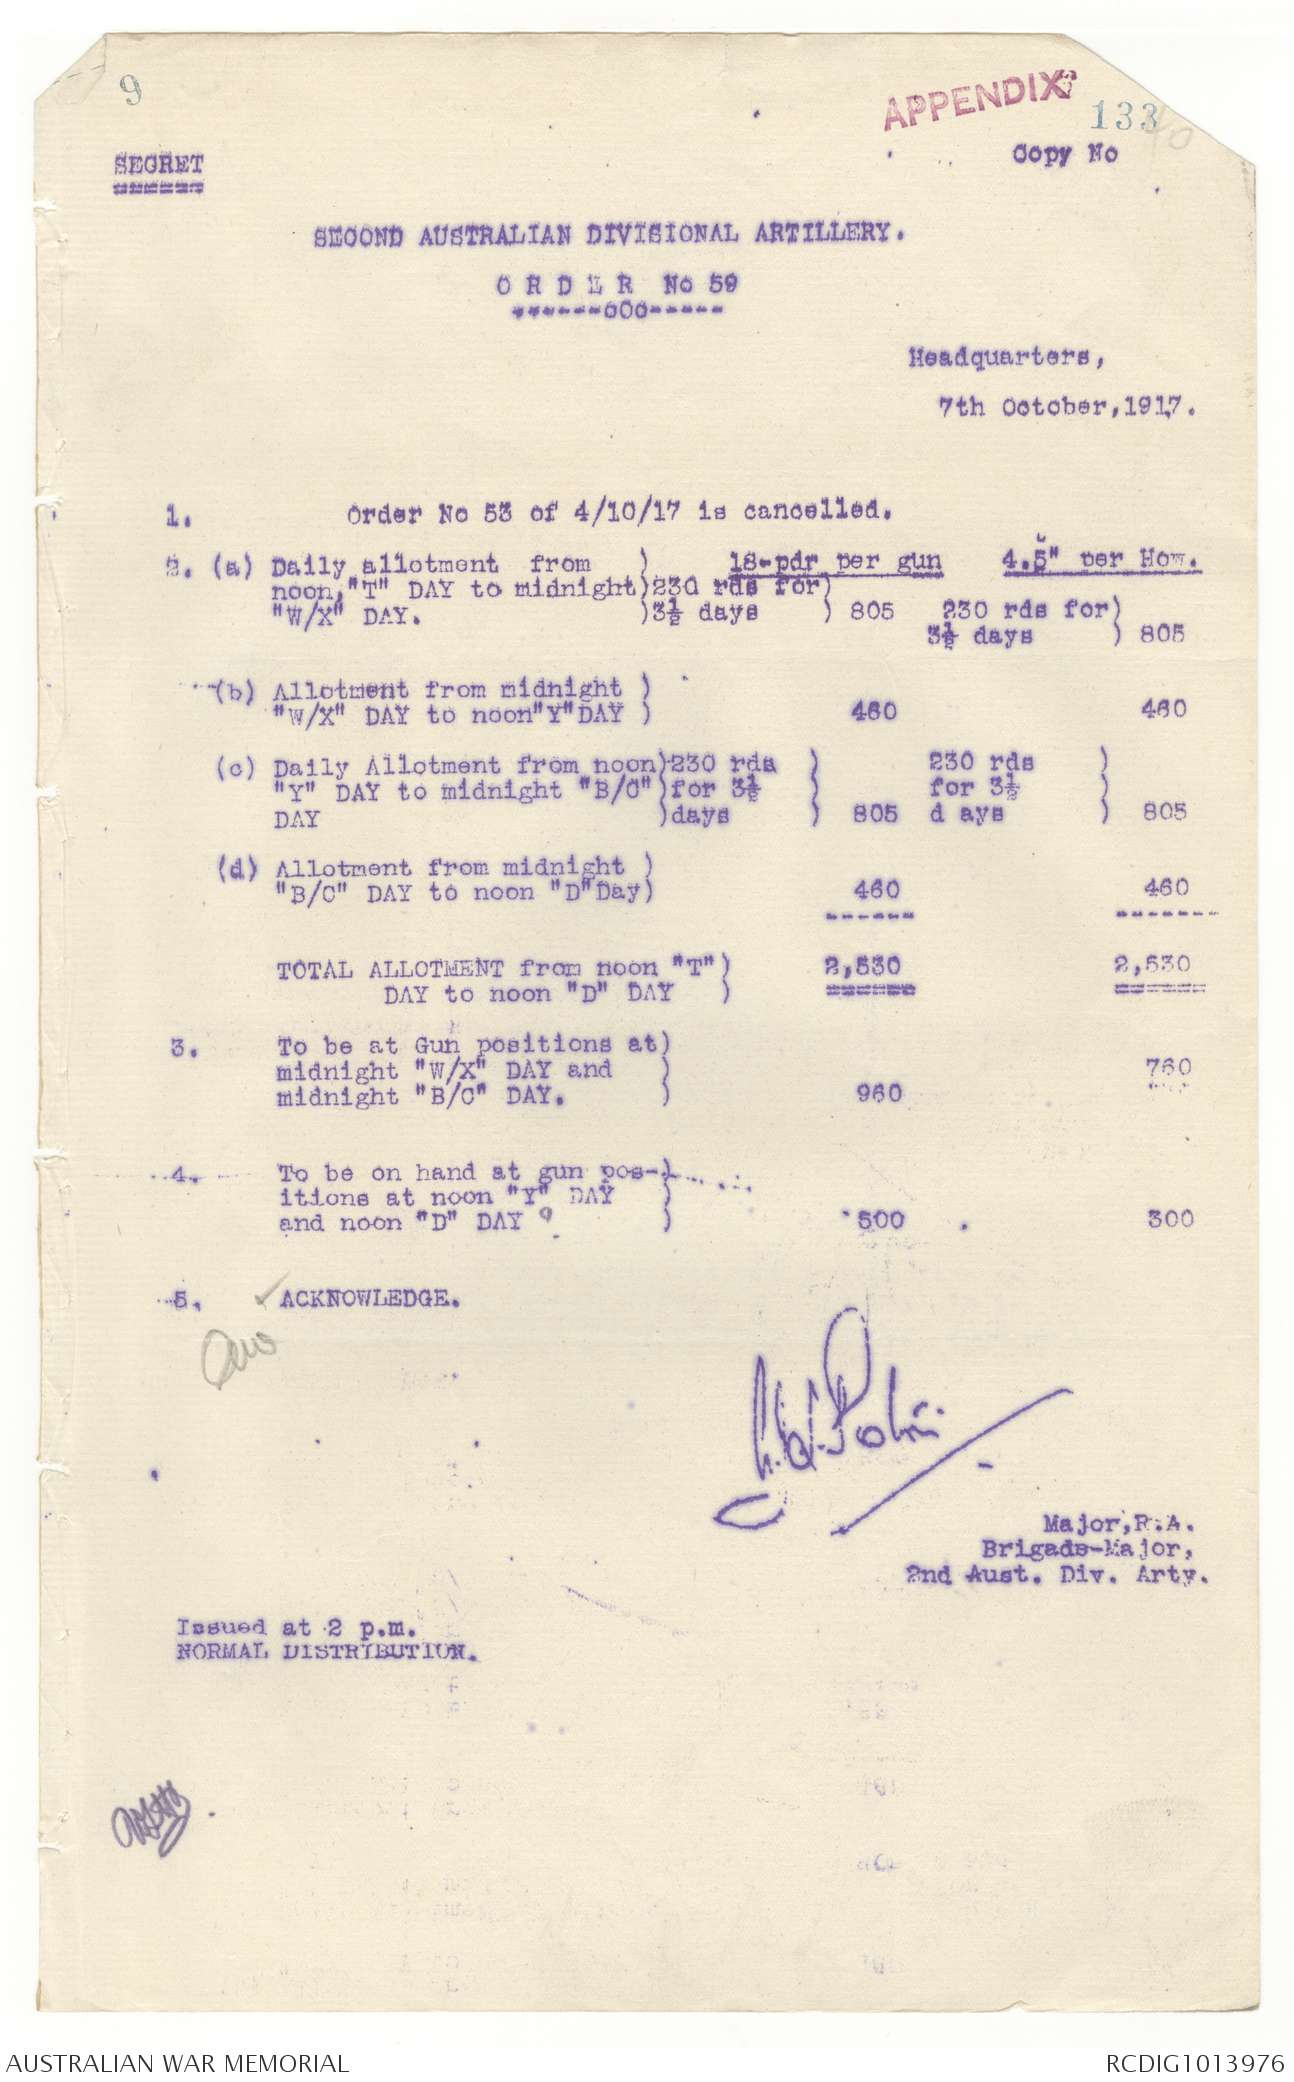 9
APPENDIX
133
Copy No
SECRET
SECOND AUSTRALIAN DIVISIONAL ARTILLERY.
O R D E R No 59
------o0o-----
Headquarters,
7th October,1917.
1. Order No 53 of 4/10/17 is cancelled.
2. (a) Daily allotment from ) 18-pdr per gun 4.5" per How.
noon,"T" DAY to midnight)230 rds for)
"W/X" DAY. )3½ days ) 805 230 rds for)
3½ days ) 805
(b) Allotment from midnight )
"W/X" DAY to noon"Y"DAY ) 460 460
(c) Daily Allotment from noon)230 rds ) 230 rds )
"Y" DAY to midnight "B/C")for 3½ ) for 3½ )
DAY )days ) 805 d ays ) 805
(d) Allotment from midnight )
"B/C" DAY to noon "D"Day) 460 460
TOTAL ALLOTMENT from noon "T") 2,530 2,530
DAY to noon "D" DAY )
3. To be at Gun positions at)
midnight "W/X" DAY and ) 760
midnight "B/C" DAY. ) 960
4. To be on hand at gun pos-)
itions at noon "Y" DAY )
and noon "D" DAY ) 500 300
5. ACKNOWLEDGE.
Major,R.A.
Brigade-Major,
2nd Aust. Div. Arty.
Issued at 2 p.m.
NORMAL DISTRIBUTION.
AUSTRALIAN WAR MEMORIAL
RCDIG1013976